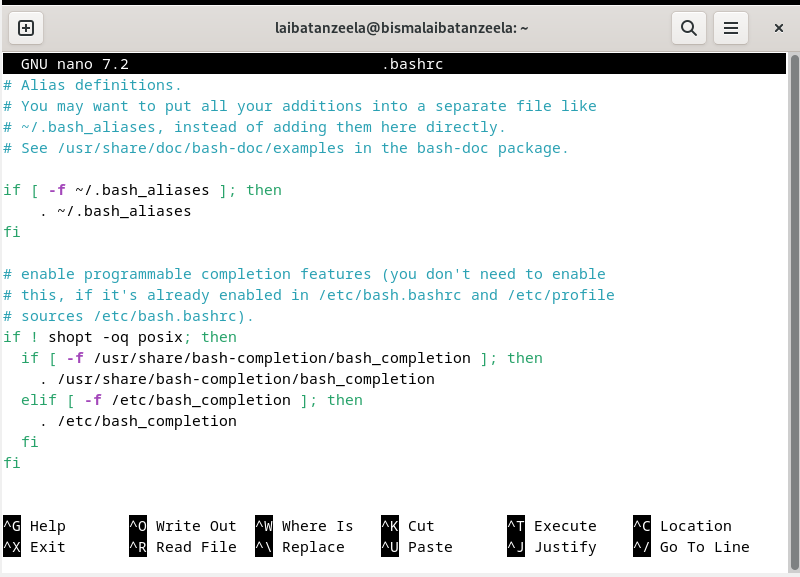 laibatanzeela@bismalaibatanzeela: ~
GNU nano 7.2 .bashrc
# Alias definitions.
# You may want to put all your additions into a separate file like
# ~/.bash_aliases, instead of adding them here directly.
# See /usr/share/doc/bash-doc/examples in the bash-doc package.

if [ -f ~/.bash_aliases ]; then
    . ~/.bash_aliases
fi

# enable programmable completion features (you don't need to enable
# this, if it's already enabled in /etc/bash.bashrc and /etc/profile
# sources /etc/bash.bashrc).
if ! shopt -oq posix; then
  if [ -f /usr/share/bash-completion/bash_completion ]; then
    . /usr/share/bash-completion/bash_completion
  elif [ -f /etc/bash_completion ]; then
    . /etc/bash_completion
  fi
fi

^G Help ^O Write Out ^W Where Is ^K Cut ^T Execute ^C Location
^X Exit ^R Read File ^\ Replace ^U Paste ^J Justify ^/ Go To Line